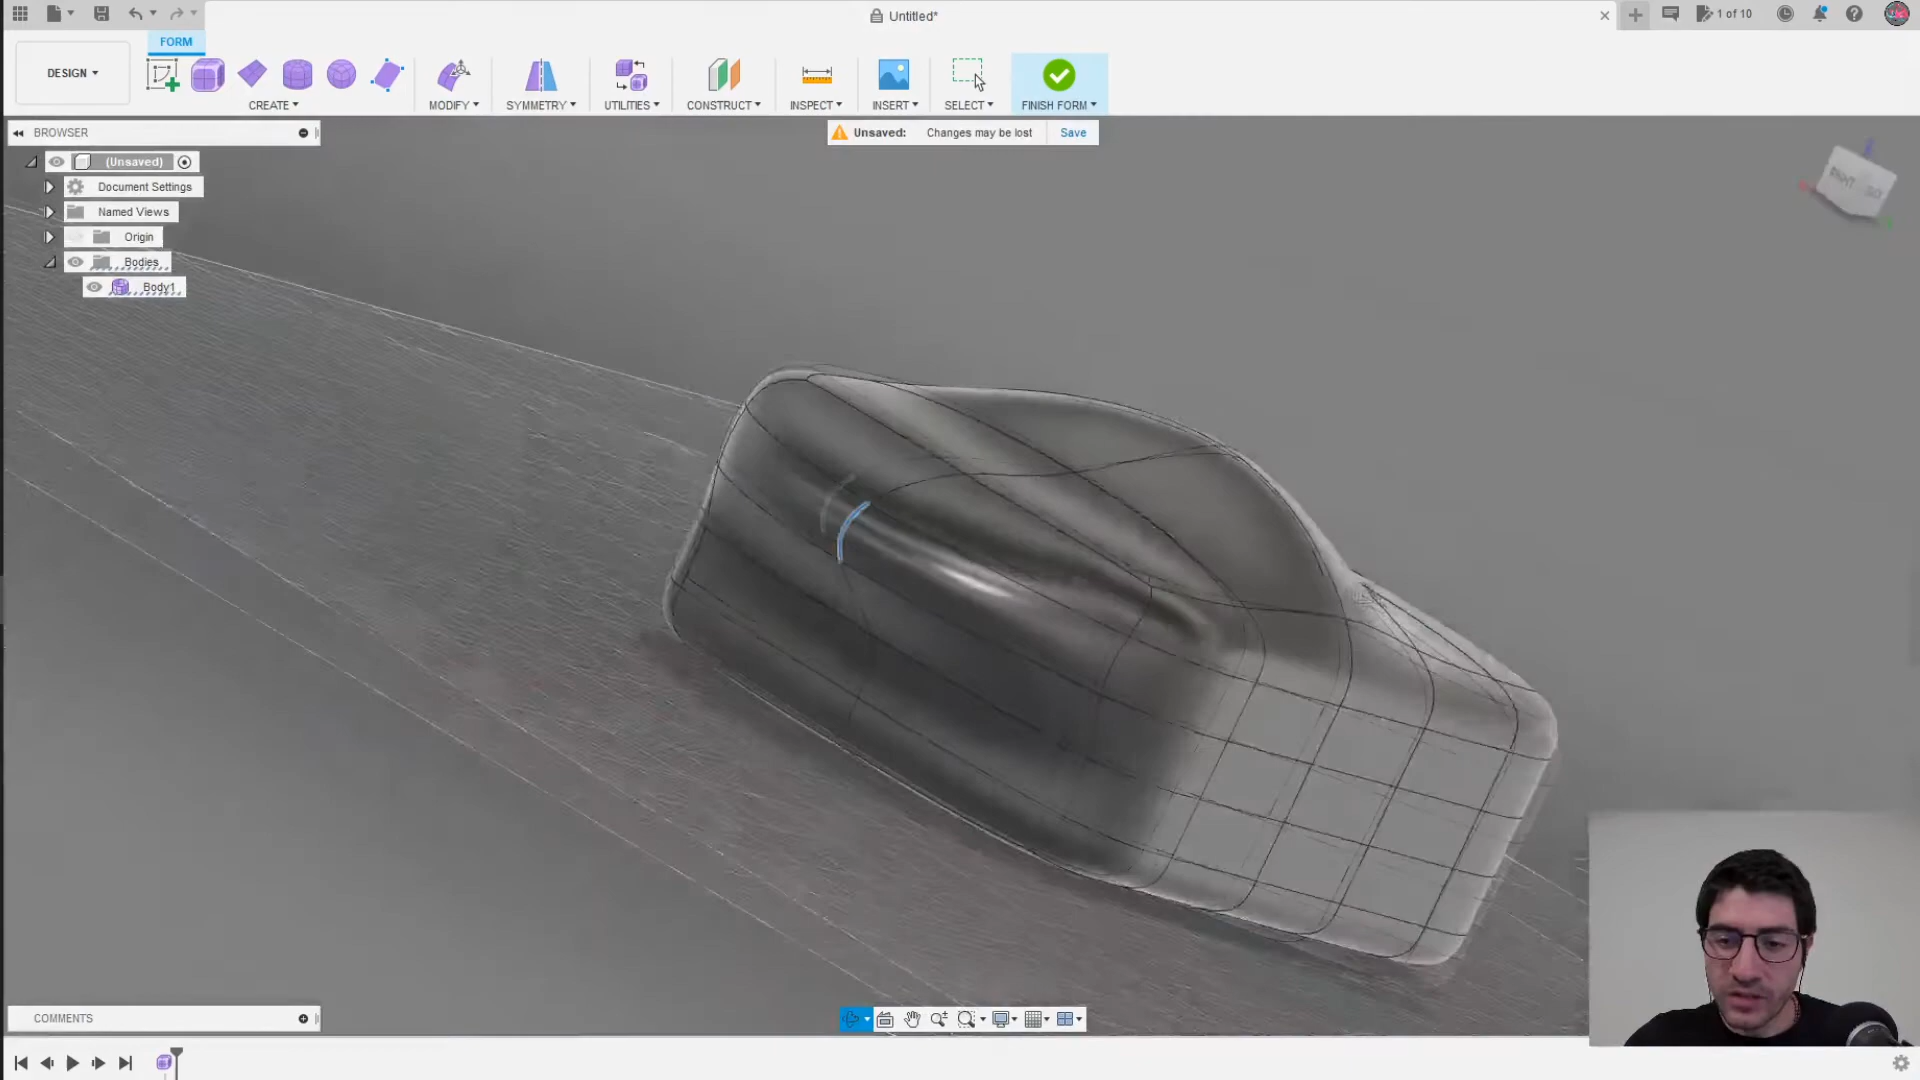 Untitled*
1 of 10
FORM
DESIGN
CREATE
MODIFY
SYMMETRY
UTILITIES
CONSTRUCT
INSPECT
INSERT
SELECT
FINISH FORM
BROWSER
Unsaved: Changes may be lost Save
(Unsaved)
Document Settings
Named Views
Origin
Bodies
Body1
COMMENTS